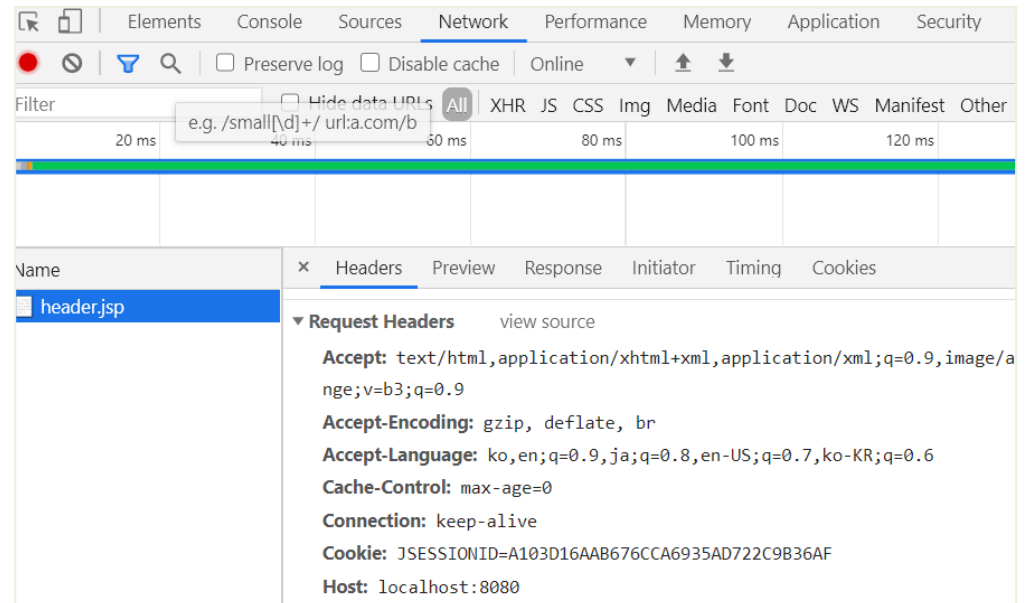 Elements Console Sources Network Performance Memory Application Security
Preserve log Disable cache Online
Filter Hide data URLs All XHR JS CSS Img Media Font Doc WS Manifest Other
e.g. /small[\d]+/ url:a.com/b
20 ms 40 ms 60 ms 80 ms 100 ms 120 ms
Name Headers Preview Response Initiator Timing Cookies
header.jsp
Request Headers view source
Accept: text/html,application/xhtml+xml,application/xml;q=0.9,image/a
nge;v=b3;q=0.9
Accept-Encoding: gzip, deflate, br
Accept-Language: ko,en;q=0.9,ja;q=0.8,en-US;q=0.7,ko-KR;q=0.6
Cache-Control: max-age=0
Connection: keep-alive
Cookie: JSESSIONID=A103D16AAB676CCA6935AD722C9B36AF
Host: localhost:8080